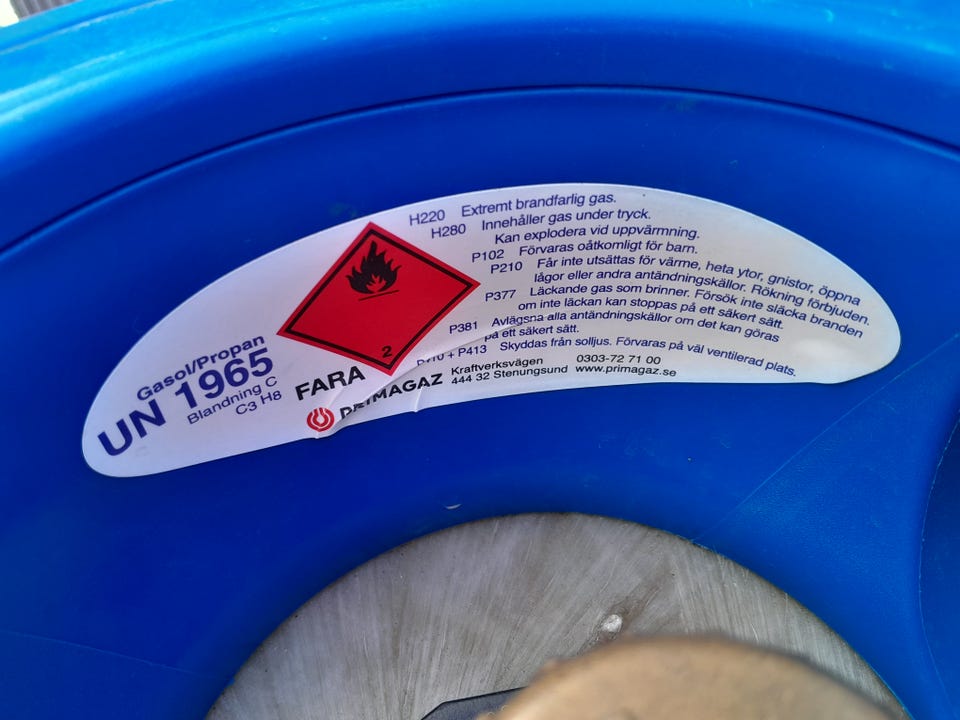 Gasol/Propan
UN 1965
Blandning C
C3 H8
2
FARA
PRIMAGAZ
H220 Extremt brandfarlig gas.
H280 Innehåller gas under tryck.
Kan explodera vid uppvärmning.
P102 Förvaras oåtkomligt för barn.
P210 Får inte utsättas för värme, heta ytor, gnistor, öppna
lågor eller andra antändningskällor. Rökning förbjuden.
P377 Läckande gas som brinner. Försök inte släcka branden
om inte läckan kan stoppas på ett säkert sätt.
P381 Avlägsna alla antändningskällor om det kan göras
på ett säkert sätt.
P410 + P413 Skyddas från solljus. Förvaras på väl ventilerad plats.
Kraftverksvägen 0303-72 71 00
444 32 Stenungsund www.primagaz.se